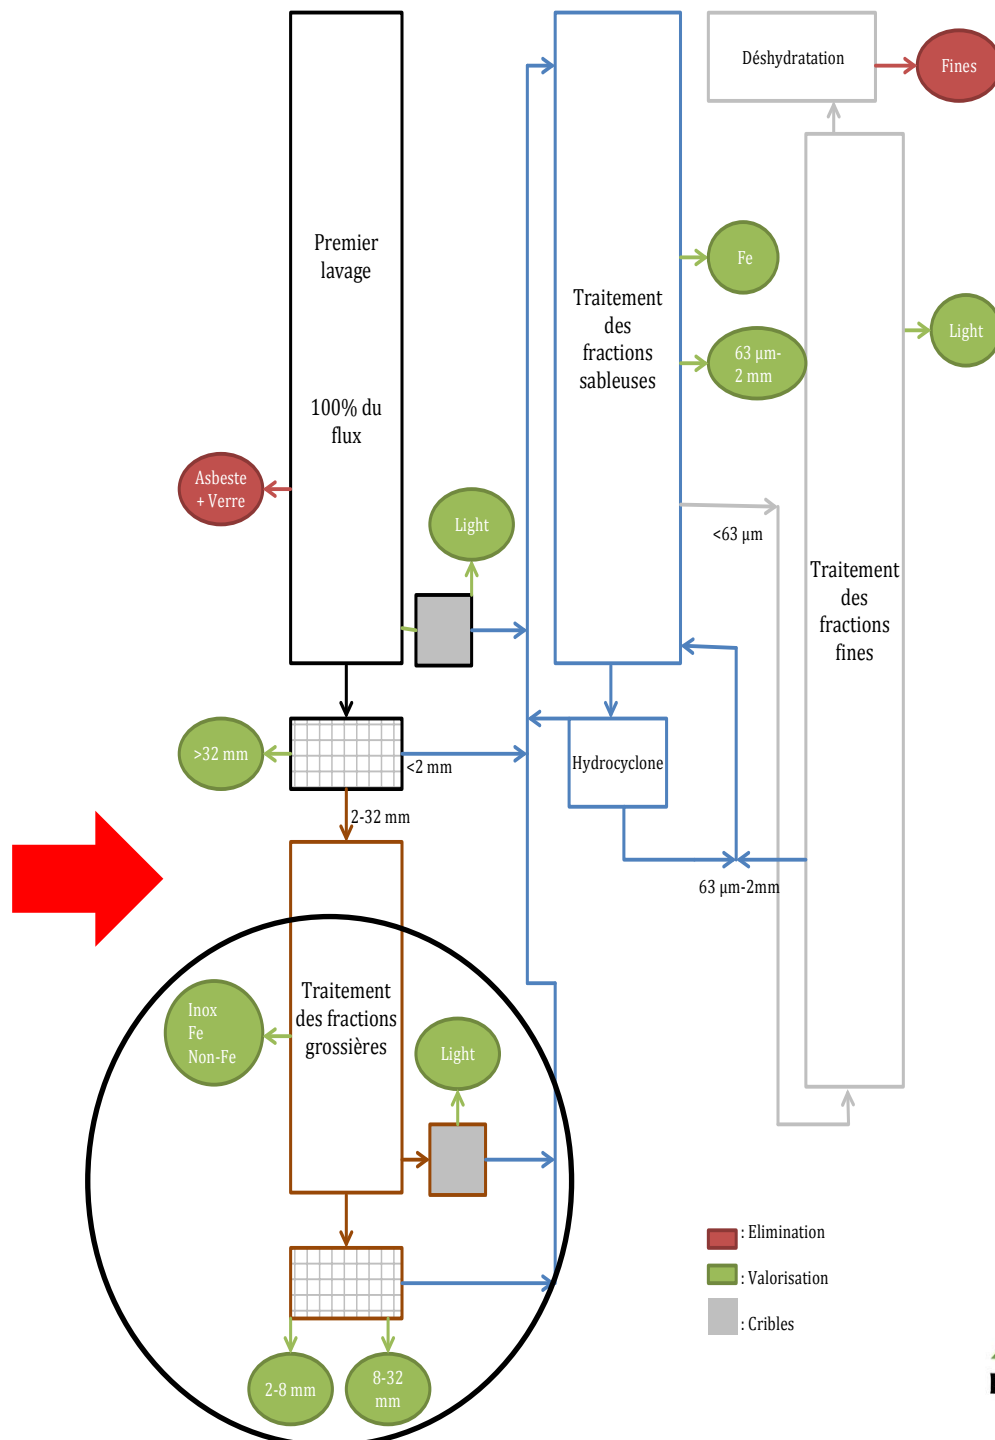 Déshydratation
Fines
Premier
lavage
100% du
flux
Traitement
des
fractions
sableuses
Fe
63 µm-
2 mm
Light
Asbeste
+ Verre
Light
<63 µm
Traitement
des
fractions
fines
>32 mm
<2 mm
Hydrocyclone
2-32 mm
63 µm-2mm
Inox
Fe
Non-Fe
Traitement
des fractions
grossières
Light
: Elimination
: Valorisation
: Cribles
2-8 mm
8-32
mm